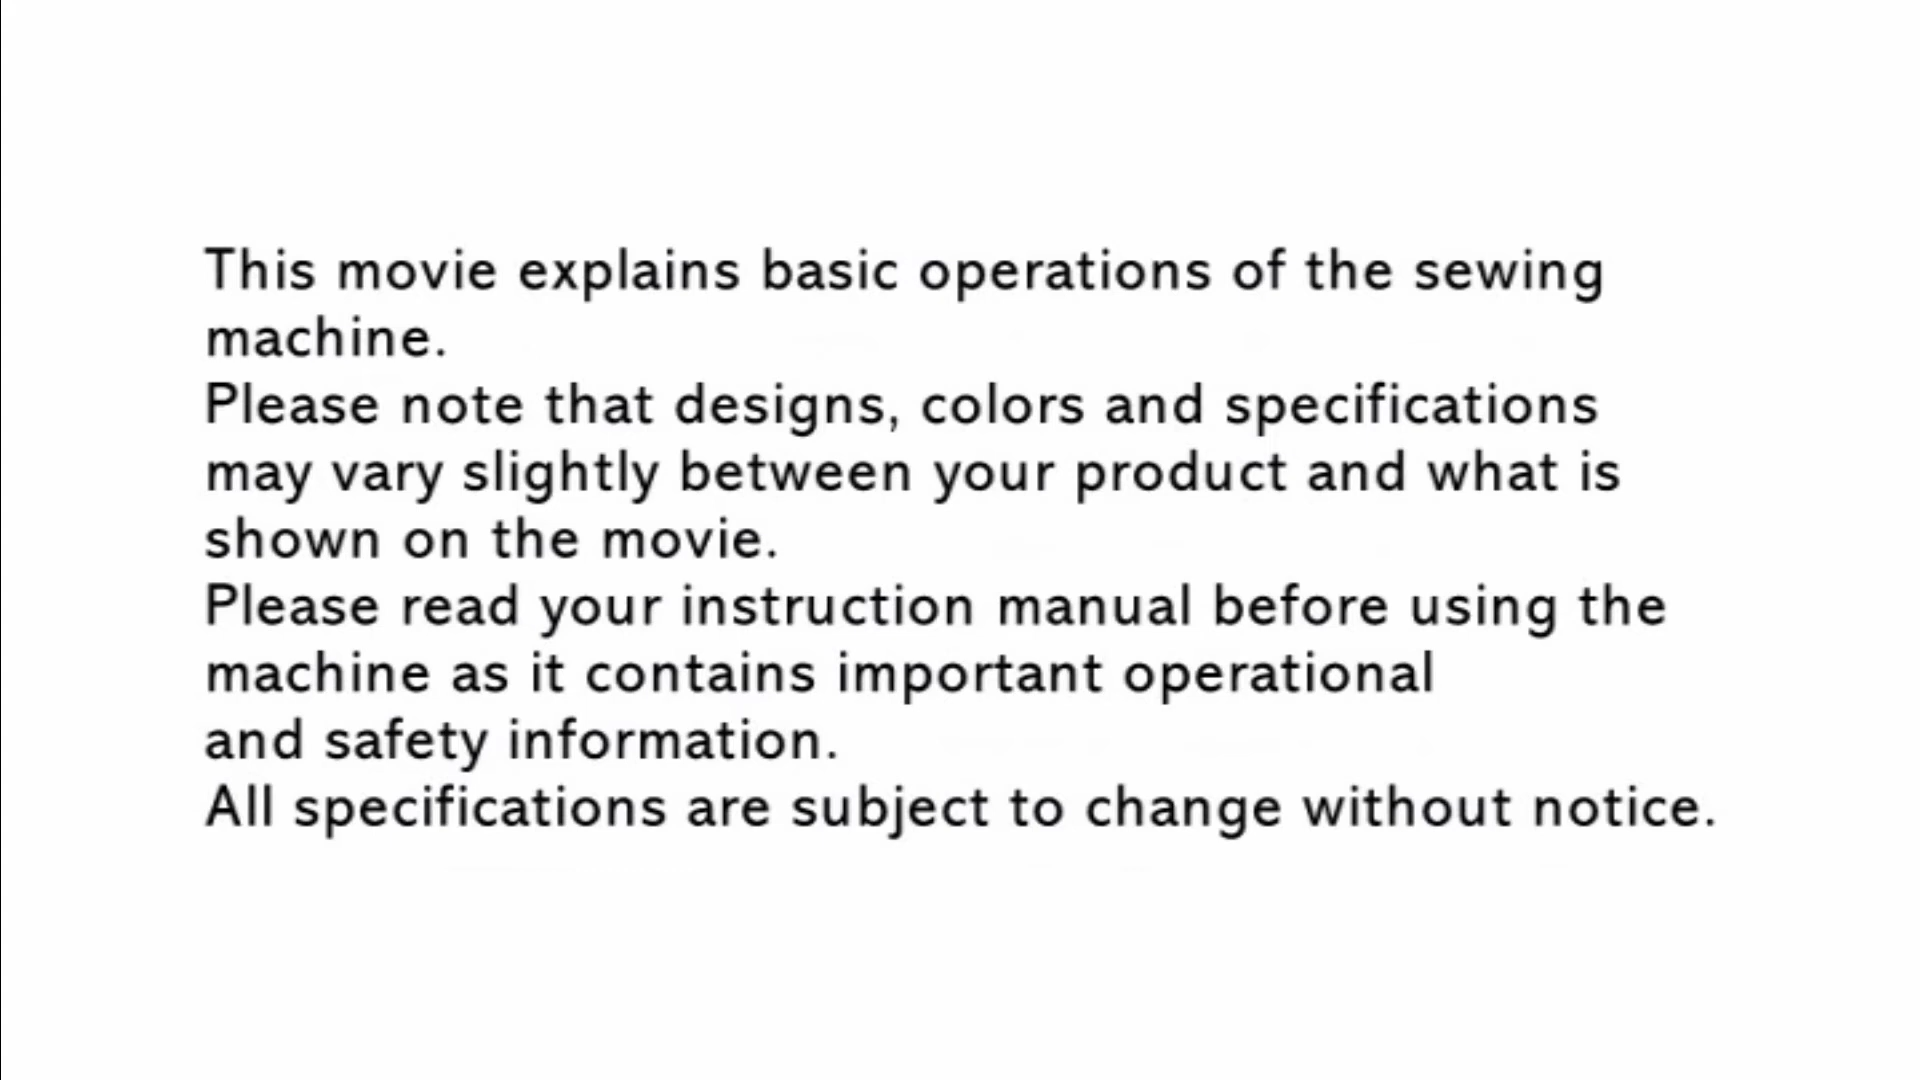 This movie explains basic operations of the sewing
machine.
Please note that designs, colors and specifications
may vary slightly between your product and what is
shown on the movie.
Please read your instruction manual before using the
machine as it contains important operational
and safety information.
All specifications are subject to change without notice.